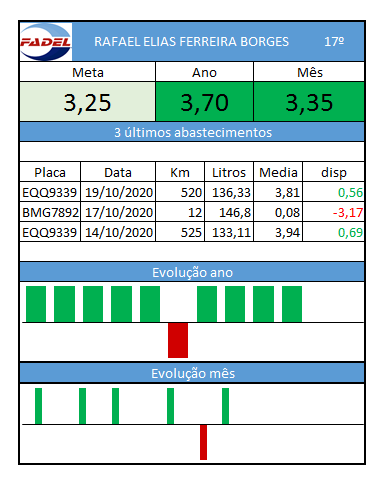 FADEL
RAFAEL ELIAS FERREIRA BORGES 17º
Meta Ano Mês
3,25 3,70 3,35
3 últimos abastecimentos
Placa Data Km Litros Media disp
EQQ9339 19/10/2020 520 136,33 3,81 0,56
BMG7892 17/10/2020 12 146,8 0,08 -3,17
EQQ9339 14/10/2020 525 133,11 3,94 0,69
Evolução ano
Evolução mês